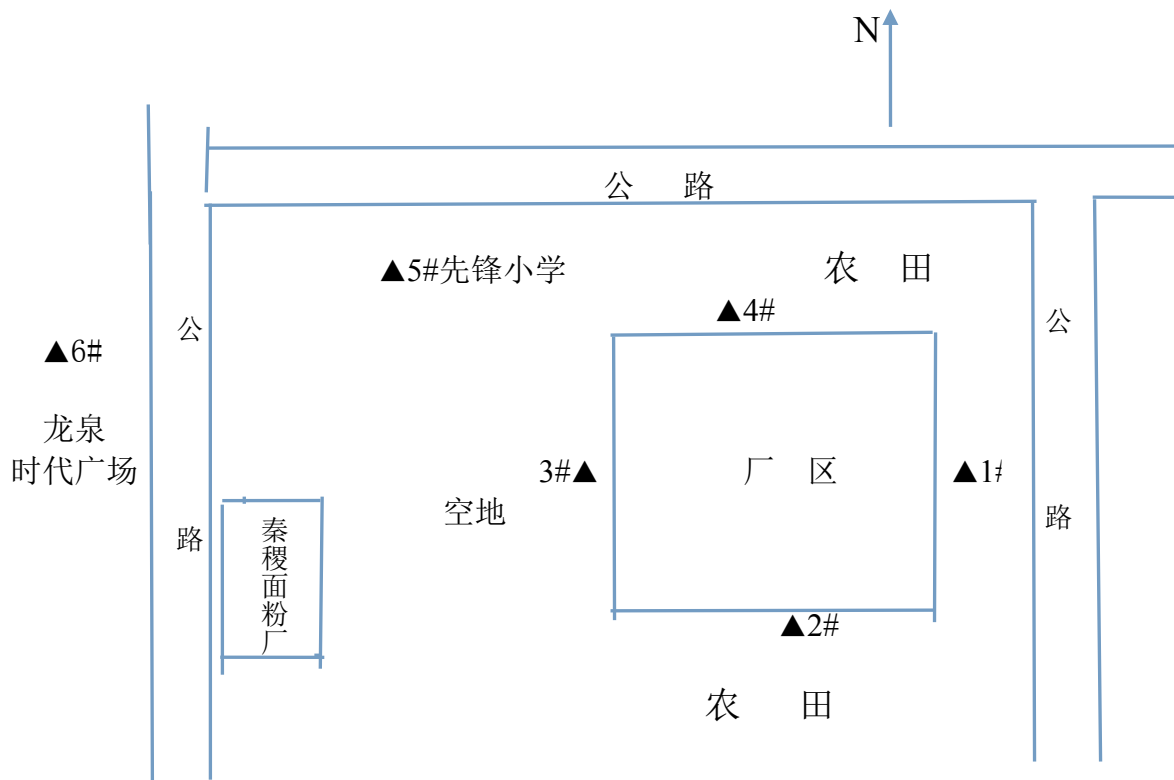 N
公 路
▲5#先锋小学
农 田
▲4#
公
路
▲6#
龙泉
时代广场
公
路
3#▲
厂 区
▲1#
空地
秦稷面粉厂
▲2#
农 田